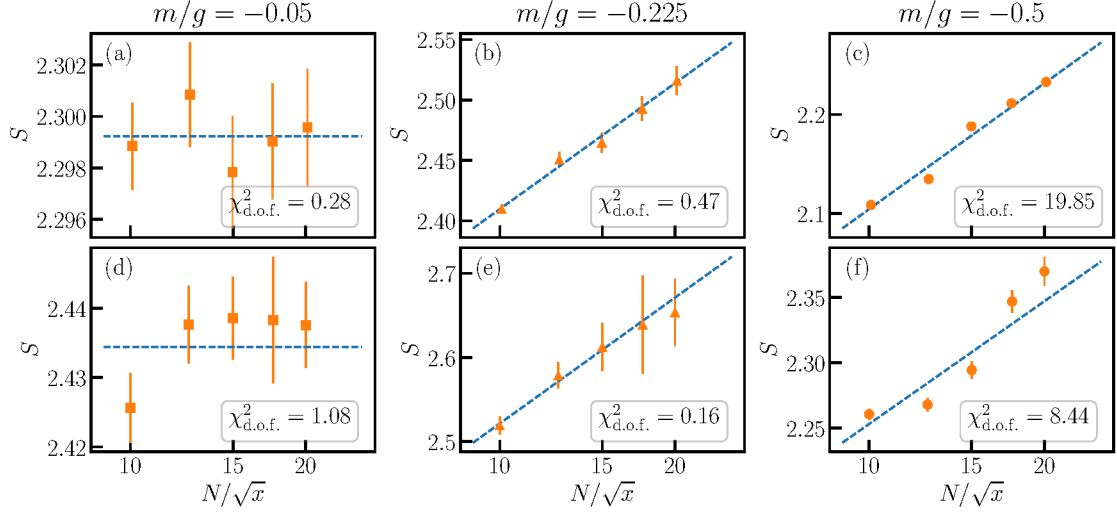 m/g = −0.05
m/g = −0.225
m/g = −0.5
(a)
S
2.302
2.300
2.298
2.296
χ²d.o.f. = 0.28
(b)
S
2.55
2.50
2.45
2.40
χ²d.o.f. = 0.47
(c)
S
2.2
2.1
χ²d.o.f. = 19.85
(d)
S
2.44
2.43
2.42
χ²d.o.f. = 1.08
10
15
20
N/√x
(e)
S
2.7
2.6
2.5
χ²d.o.f. = 0.16
10
15
20
N/√x
(f)
S
2.35
2.30
2.25
χ²d.o.f. = 8.44
10
15
20
N/√x